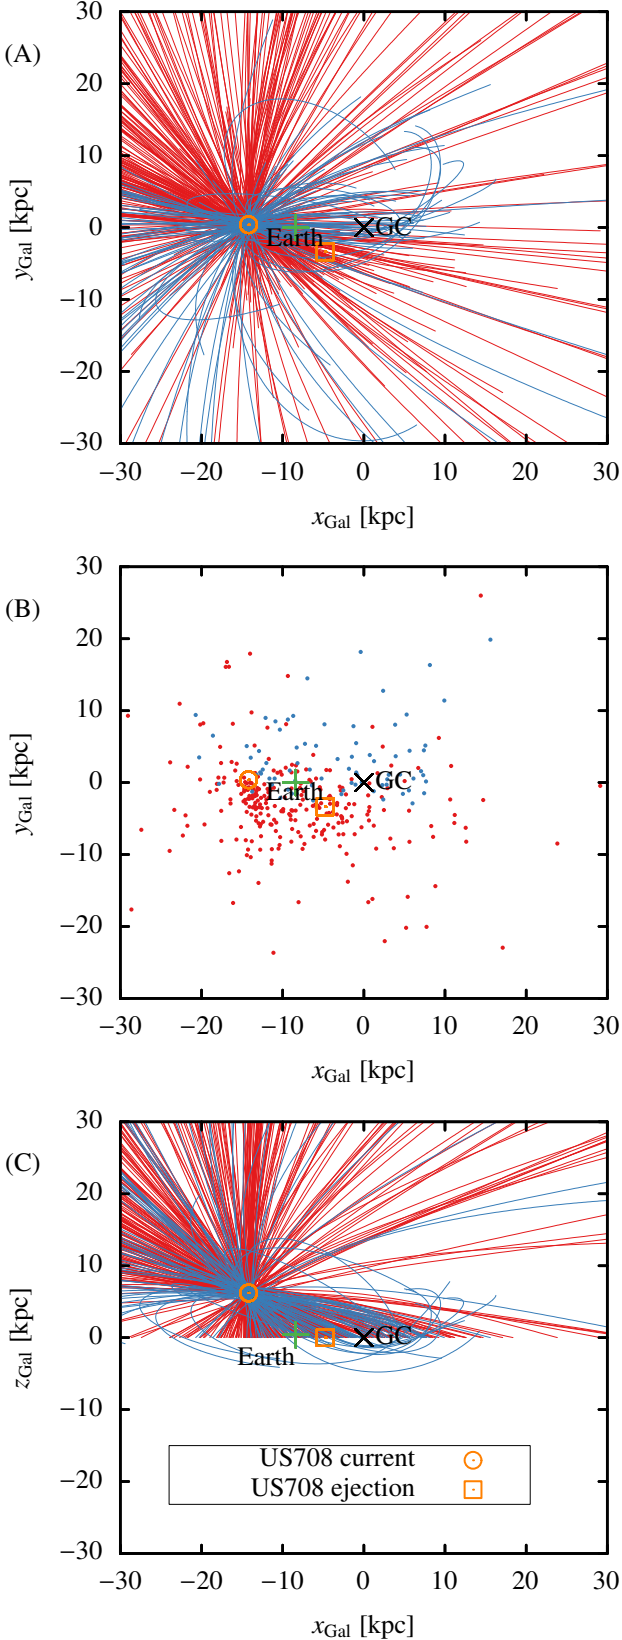 (A)
30
20
10
0
−10
−20
−30
yGal [kpc]
Earth
GC
−30 −20 −10 0 10 20 30
xGal [kpc]
(B)
30
20
10
0
−10
−20
−30
yGal [kpc]
Earth
GC
−30 −20 −10 0 10 20 30
xGal [kpc]
(C)
30
20
10
0
−10
−20
−30
zGal [kpc]
GC
Earth
US708 current
US708 ejection
−30 −20 −10 0 10 20 30
xGal [kpc]